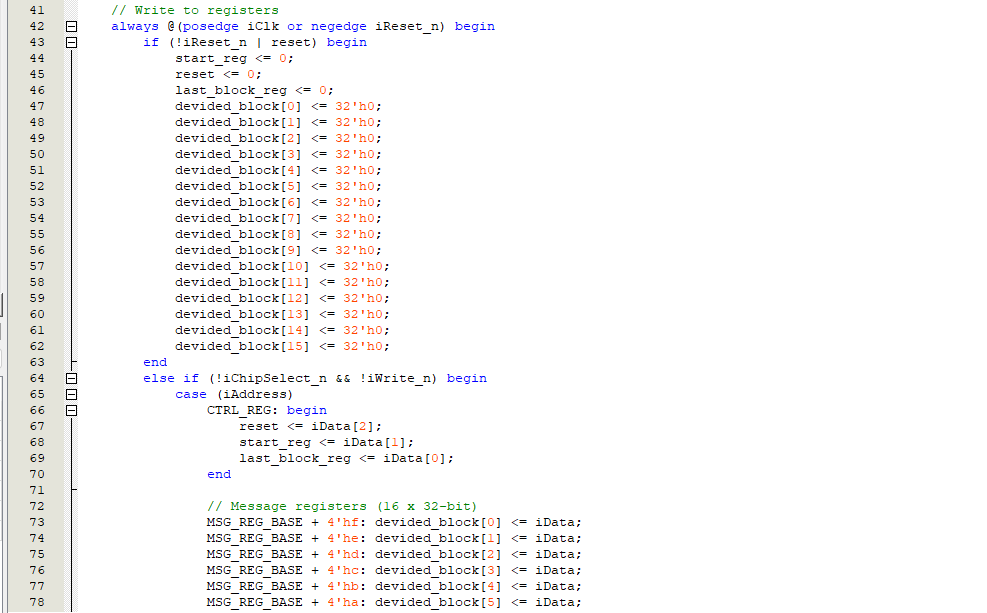 41 // Write to registers
42 always @(posedge iClk or negedge iReset_n) begin
43 if (!iReset_n | reset) begin
44 start_reg <= 0;
45 reset <= 0;
46 last_block_reg <= 0;
47 devided_block[0] <= 32'h0;
48 devided_block[1] <= 32'h0;
49 devided_block[2] <= 32'h0;
50 devided_block[3] <= 32'h0;
51 devided_block[4] <= 32'h0;
52 devided_block[5] <= 32'h0;
53 devided_block[6] <= 32'h0;
54 devided_block[7] <= 32'h0;
55 devided_block[8] <= 32'h0;
56 devided_block[9] <= 32'h0;
57 devided_block[10] <= 32'h0;
58 devided_block[11] <= 32'h0;
59 devided_block[12] <= 32'h0;
60 devided_block[13] <= 32'h0;
61 devided_block[14] <= 32'h0;
62 devided_block[15] <= 32'h0;
63 end
64 else if (!iChipSelect_n && !iWrite_n) begin
65 case (iAddress)
66 CTRL_REG: begin
67 reset <= iData[2];
68 start_reg <= iData[1];
69 last_block_reg <= iData[0];
70 end
71
72 // Message registers (16 x 32-bit)
73 MSG_REG_BASE + 4'hf: devided_block[0] <= iData;
74 MSG_REG_BASE + 4'he: devided_block[1] <= iData;
75 MSG_REG_BASE + 4'hd: devided_block[2] <= iData;
76 MSG_REG_BASE + 4'hc: devided_block[3] <= iData;
77 MSG_REG_BASE + 4'hb: devided_block[4] <= iData;
78 MSG_REG_BASE + 4'ha: devided_block[5] <= iData;